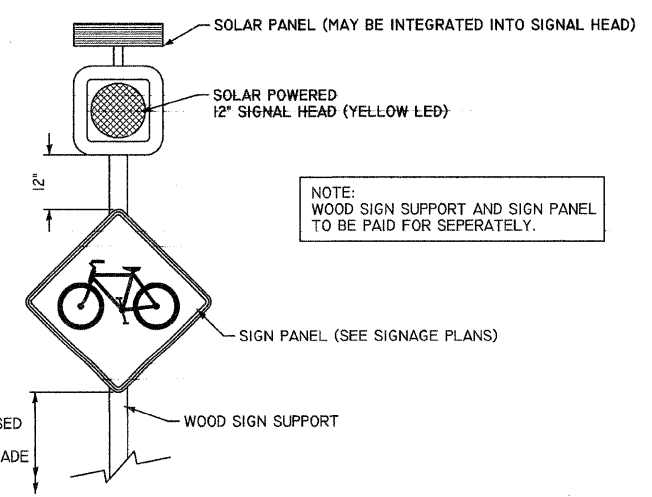 SOLAR PANEL (MAY BE INTEGRATED INTO SIGNAL HEAD)
SOLAR POWERED
12" SIGNAL HEAD (YELLOW LED)
12"
NOTE:
WOOD SIGN SUPPORT AND SIGN PANEL
TO BE PAID FOR SEPERATELY.
SIGN PANEL (SEE SIGNAGE PLANS)
WOOD SIGN SUPPORT
SED
ADE